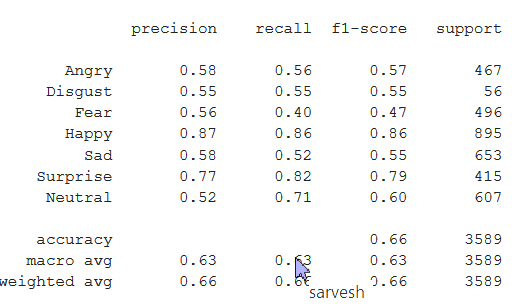 precision recall f1-score support
Angry 0.58 0.56 0.57 467
Disgust 0.55 0.55 0.55 56
Fear 0.56 0.40 0.47 496
Happy 0.87 0.86 0.86 895
Sad 0.58 0.52 0.55 653
Surprise 0.77 0.82 0.79 415
Neutral 0.52 0.71 0.60 607
accuracy 0.66 3589
macro avg 0.63 0.63 0.63 3589
weighted avg 0.66 0.66 3589
sarvesh